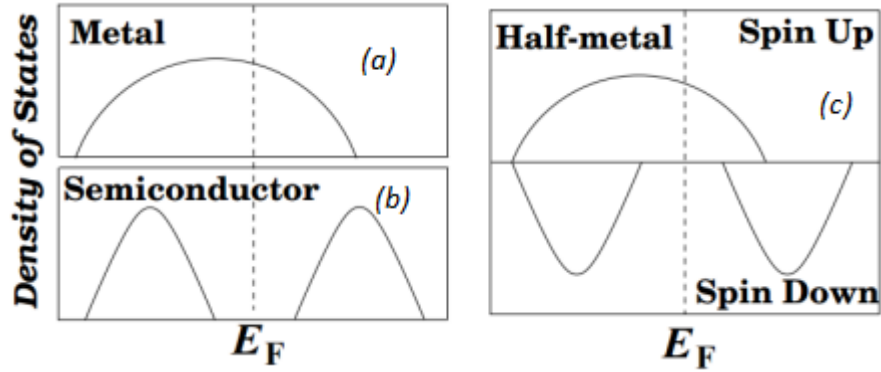 Density of States
Metal
(a)
Semiconductor
(b)
E_F
Half-metal
Spin Up
(c)
Spin Down
E_F